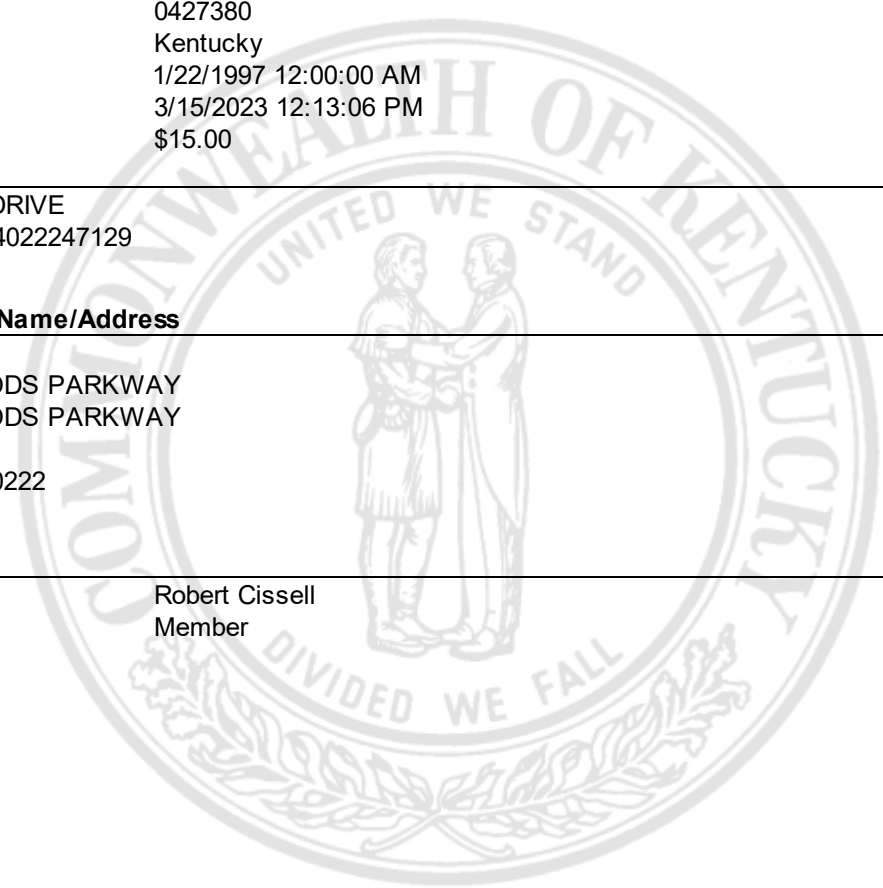 0427380
Kentucky
1/22/1997 12:00:00 AM
3/15/2023 12:13:06 PM
$15.00
DRIVE
4022247129
Name/Address
ODS PARKWAY
ODS PARKWAY
0222
Robert Cissell
Member
COMMONWEALTH OF KENTUCKY
UNITED WE STAND
DIVIDED WE FALL